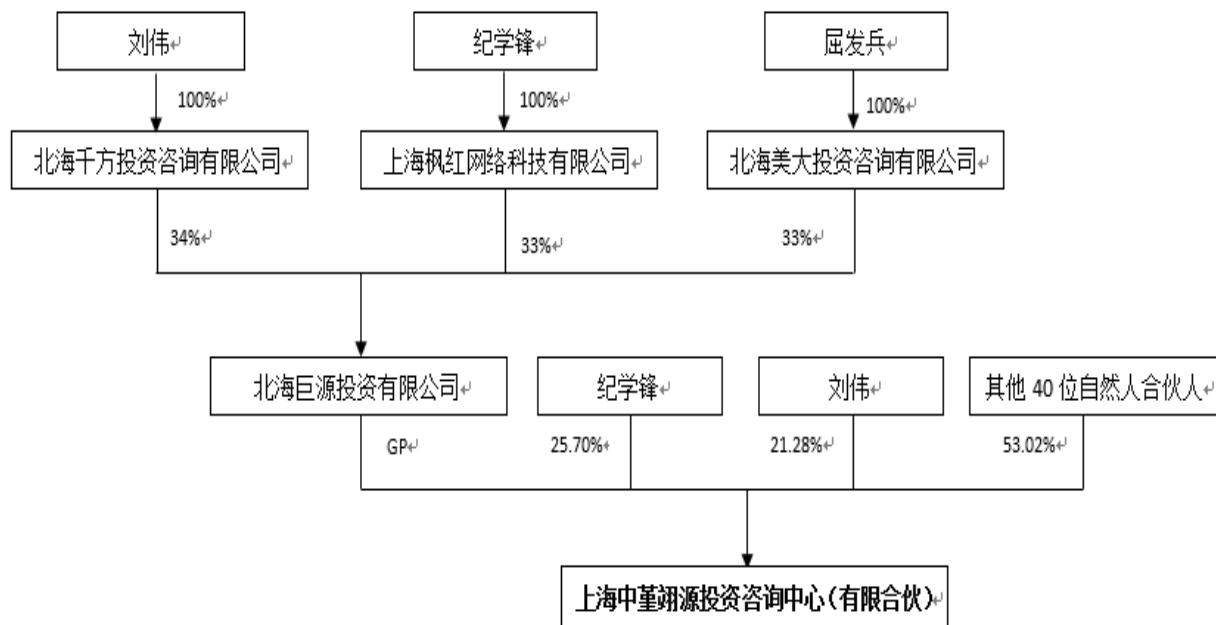 刘伟
纪学锋
屈发兵
100%
100%
100%
北海千方投资咨询有限公司
上海枫红网络科技有限公司
北海美大投资咨询有限公司
34%
33%
33%
北海巨源投资有限公司
纪学锋
刘伟
其他 40 位自然人合伙人
GP
25.70%
21.28%
53.02%
上海中堇翊源投资咨询中心（有限合伙）